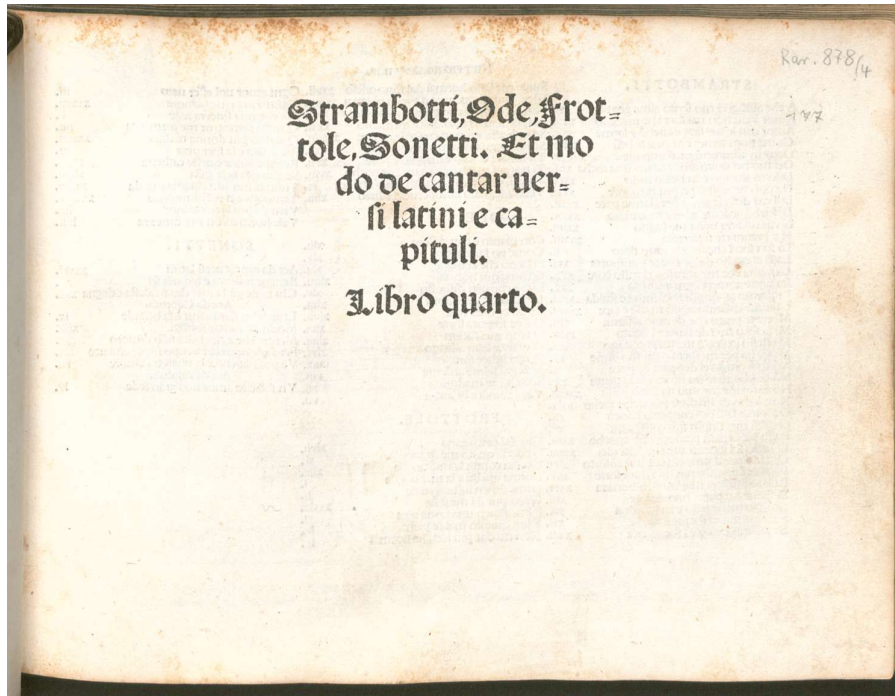 Rar. 878/4
Strambotti, Ode, Frot=
tole, Sonetti. Et mo
do de cantar uer=
si latini e ca=
pituli.
Libro quarto.